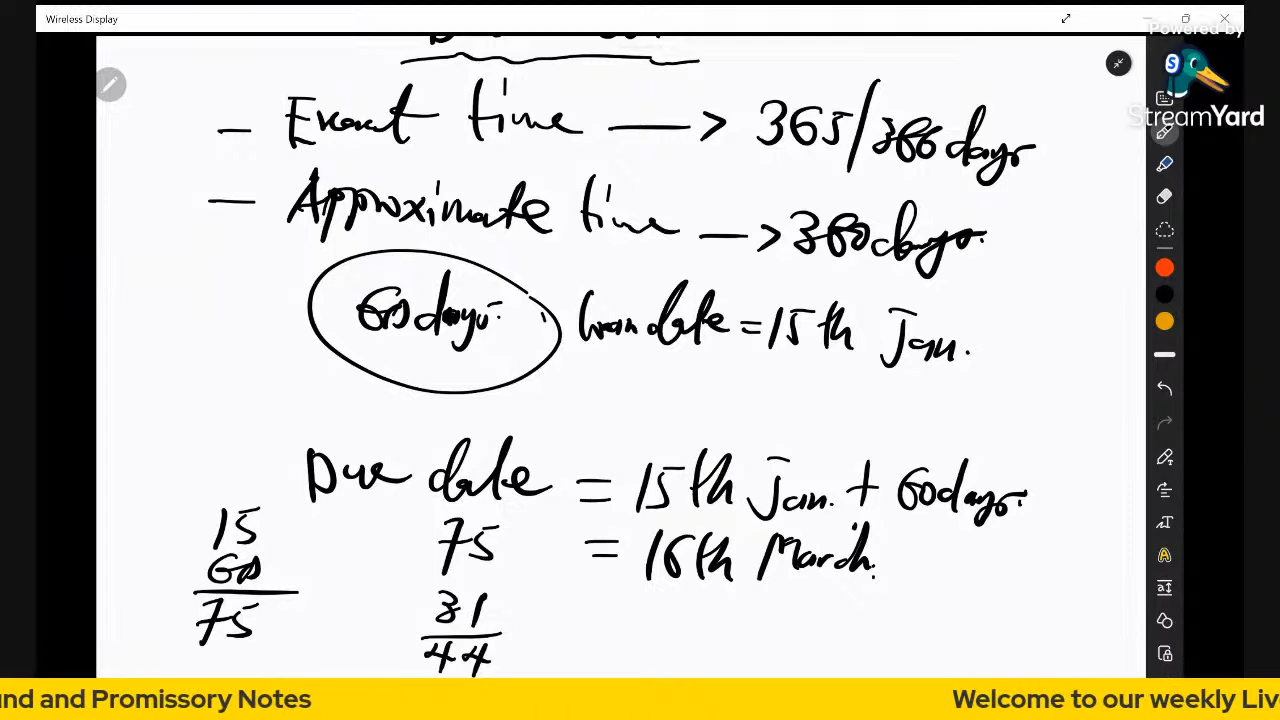 Wireless Display
Powered by
StreamYard
- Exact time -> 365/366 days
- Approximate time -> 360 days.
60 days. loan date = 15th Jan.
Due date = 15th Jan. + 60 days.
= 16th March.
15
60
75
75
31
44
und and Promissory Notes
Welcome to our weekly Liv